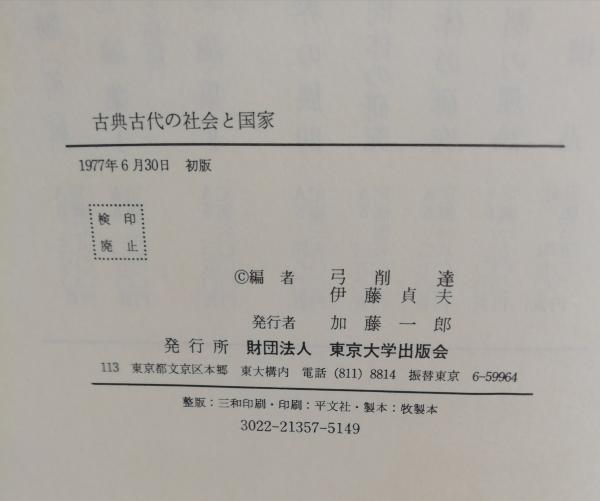 古典古代の社会と国家
1977年6月30日 初版
検印
廃止
©編者 弓削達
伊藤貞夫
発行者 加藤一郎
発行所 財団法人 東京大学出版会
113 東京都文京区本郷 東大構内 電話(811)8814 振替東京 6-59964
整版:三和印刷・印刷:平文社・製本:牧製本
3022-21357-5149